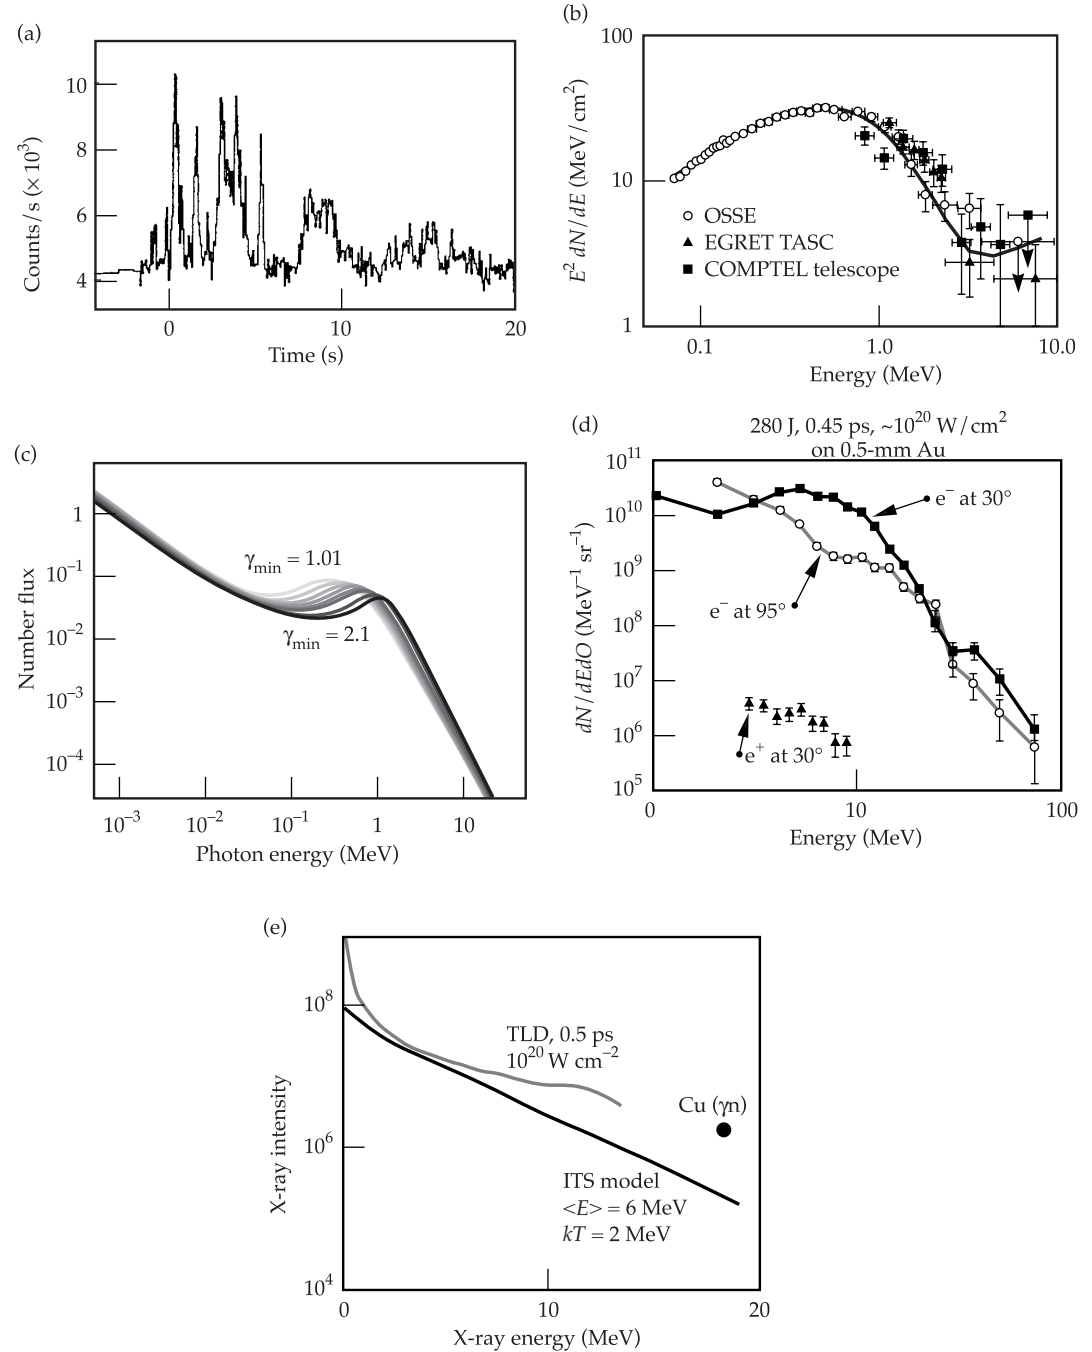 (a)
10
8
6
4
Counts/s (× 10³)
0
10
20
Time (s)
(b)
100
10
1
E² dN/dE (MeV/cm²)
OSSE
EGRET TASC
COMPTEL telescope
0.1
1.0
10.0
Energy (MeV)
(c)
1
10⁻¹
10⁻²
10⁻³
10⁻⁴
Number flux
γmin = 1.01
γmin = 2.1
10⁻³
10⁻²
10⁻¹
1
10
Photon energy (MeV)
(d)
280 J, 0.45 ps, ~10²⁰ W/cm²
on 0.5-mm Au
10¹¹
10¹⁰
10⁹
10⁸
10⁷
10⁶
10⁵
dN/dEdO (MeV⁻¹ sr⁻¹)
e⁻ at 30°
e⁻ at 95°
e⁺ at 30°
0
10
100
Energy (MeV)
(e)
10⁸
10⁶
10⁴
X-ray intensity
TLD, 0.5 ps
10²⁰ W cm⁻²
Cu (γn)
ITS model
<E> = 6 MeV
kT = 2 MeV
0
10
20
X-ray energy (MeV)